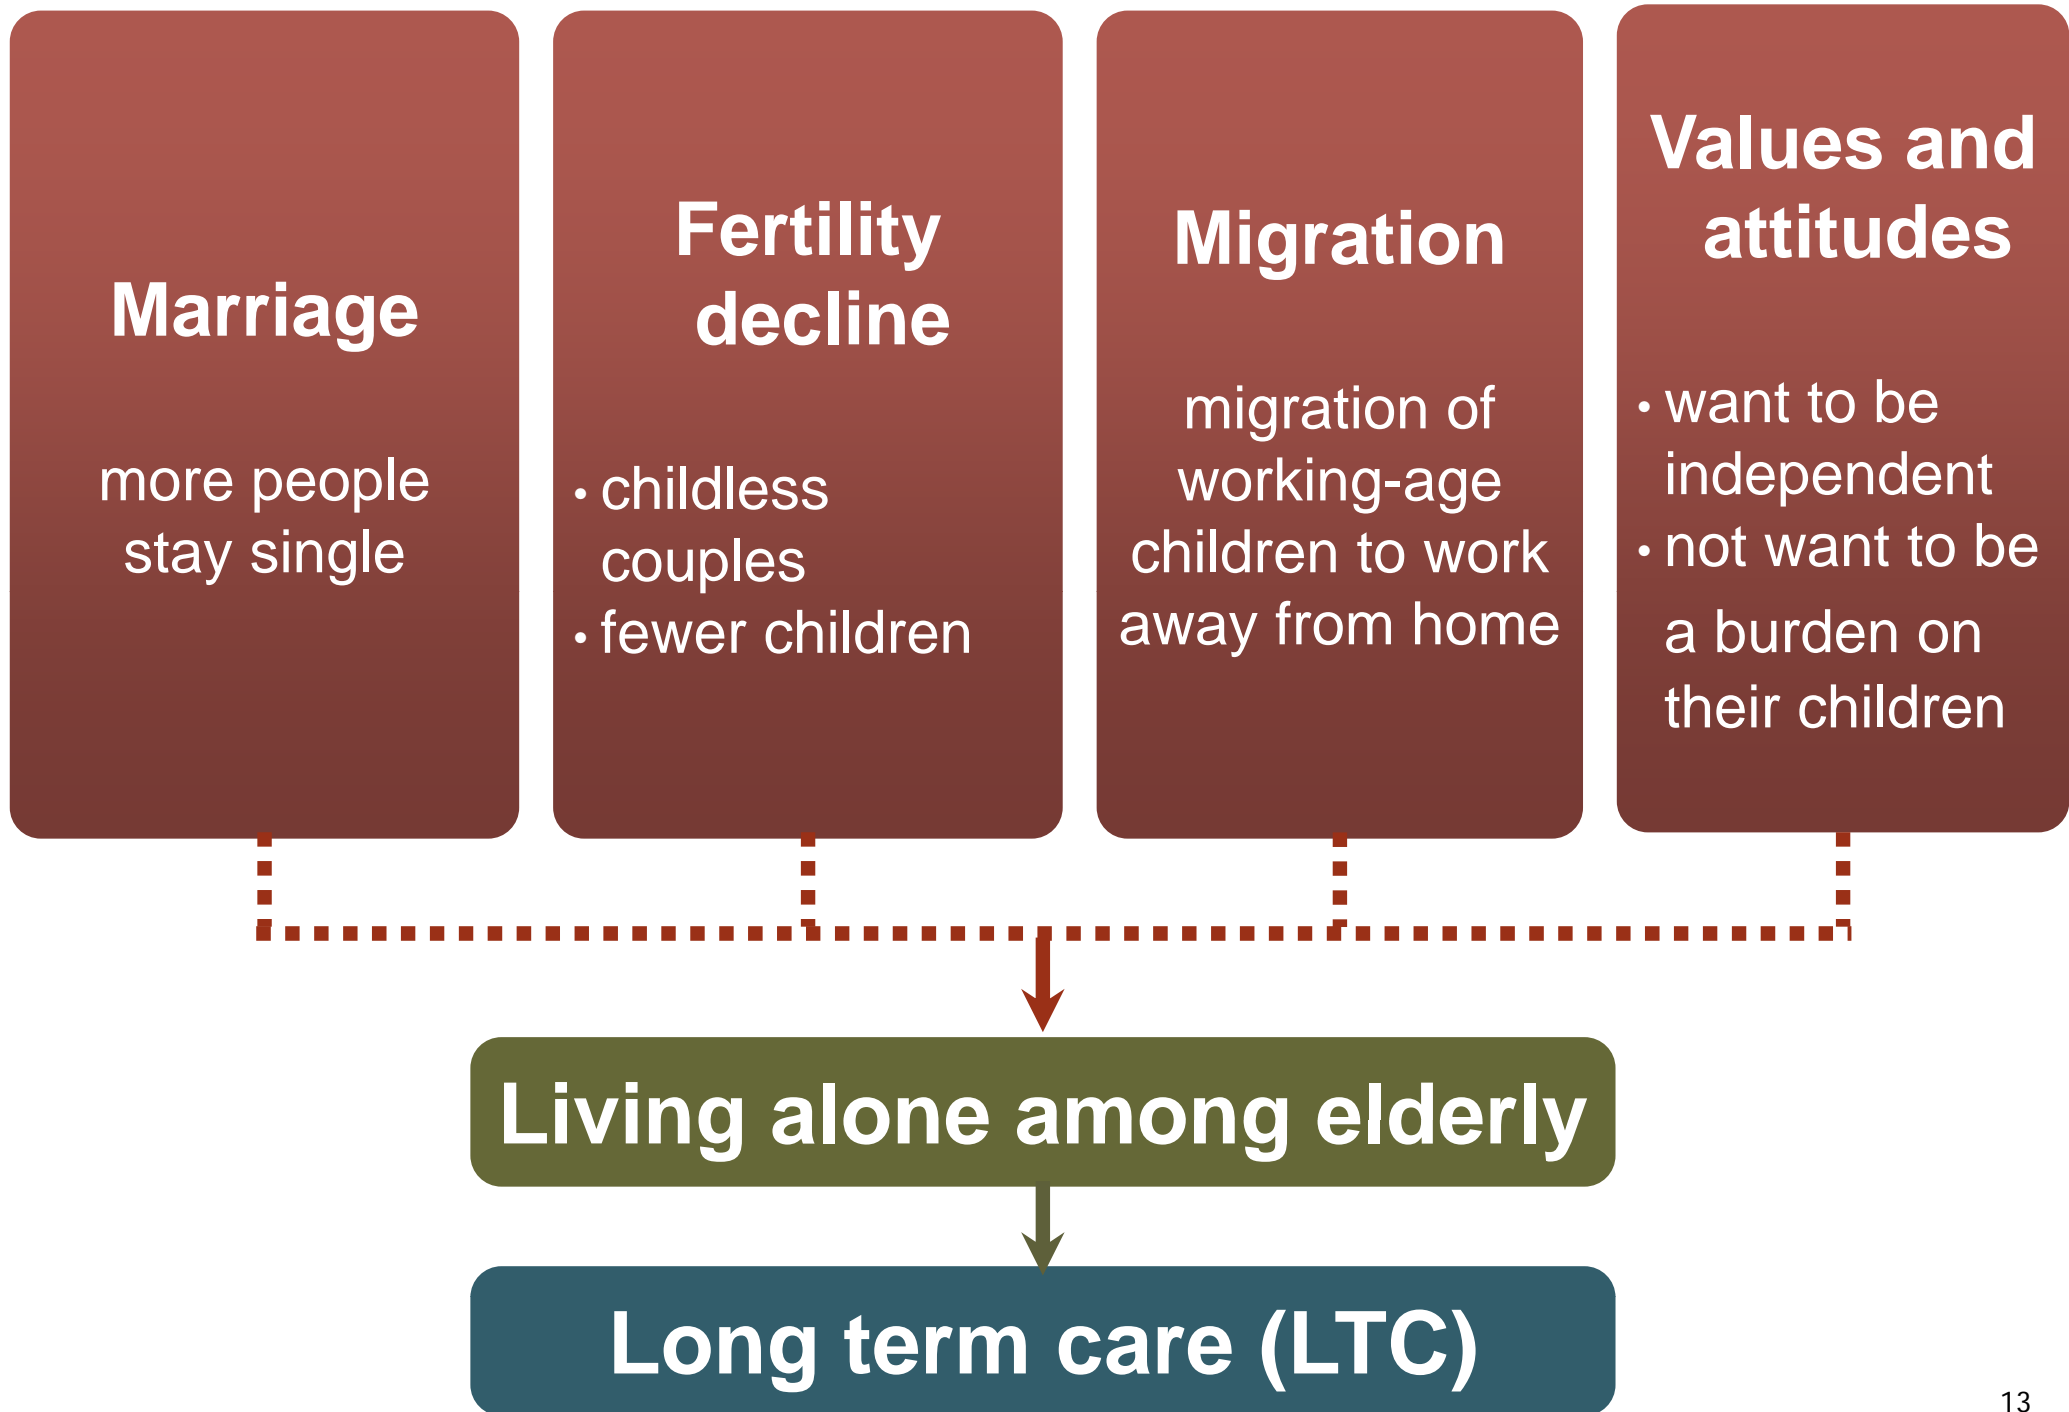 Marriage
more people
stay single
Fertility
decline
• childless
couples
• fewer children
Migration
migration of
working-age
children to work
away from home
Values and
attitudes
• want to be
independent
• not want to be
a burden on
their children
Living alone among elderly
Long term care (LTC)
13